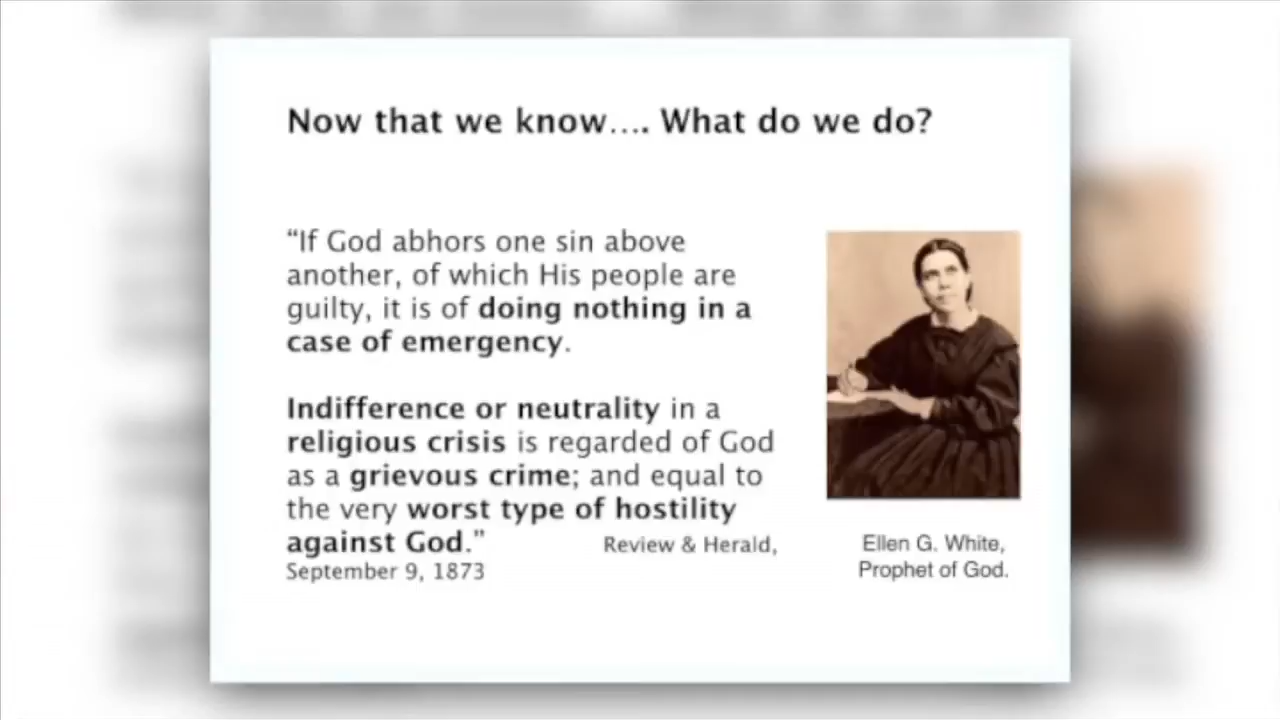 Now that we know.... What do we do?
“If God abhors one sin above
another, of which His people are
guilty, it is of doing nothing in a
case of emergency.
Indifference or neutrality in a
religious crisis is regarded of God
as a grievous crime; and equal to
the very worst type of hostility
against God.” Review & Herald,
September 9, 1873
Ellen G. White,
Prophet of God.